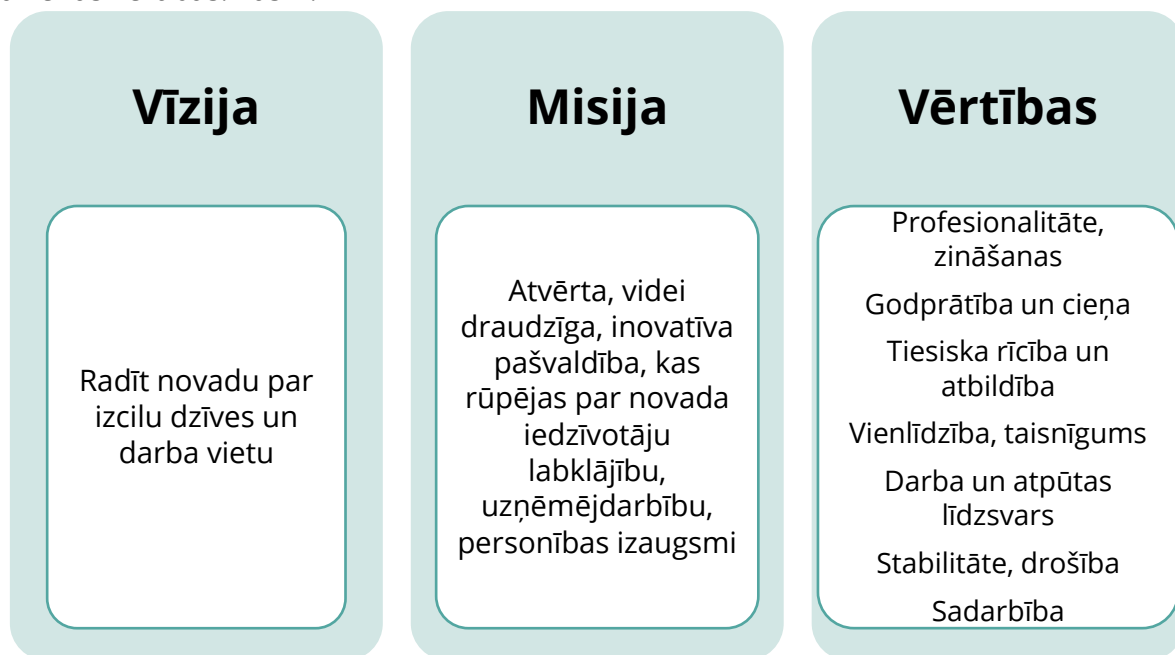 Vīzija
Radīt novadu par
izcilu dzīves un
darba vietu
Misija
Atvērta, videi
draudzīga, inovatīva
pašvaldība, kas
rūpējas par novada
iedzīvotāju
labklājību,
uzņēmējdarbību,
personības izaugsmi
Vērtības
Profesionalitāte,
zināšanas
Godprātība un cieņa
Tiesiska rīcība un
atbildība
Vienlīdzība, taisnīgums
Darba un atpūtas
līdzsvars
Stabilitāte, drošība
Sadarbība